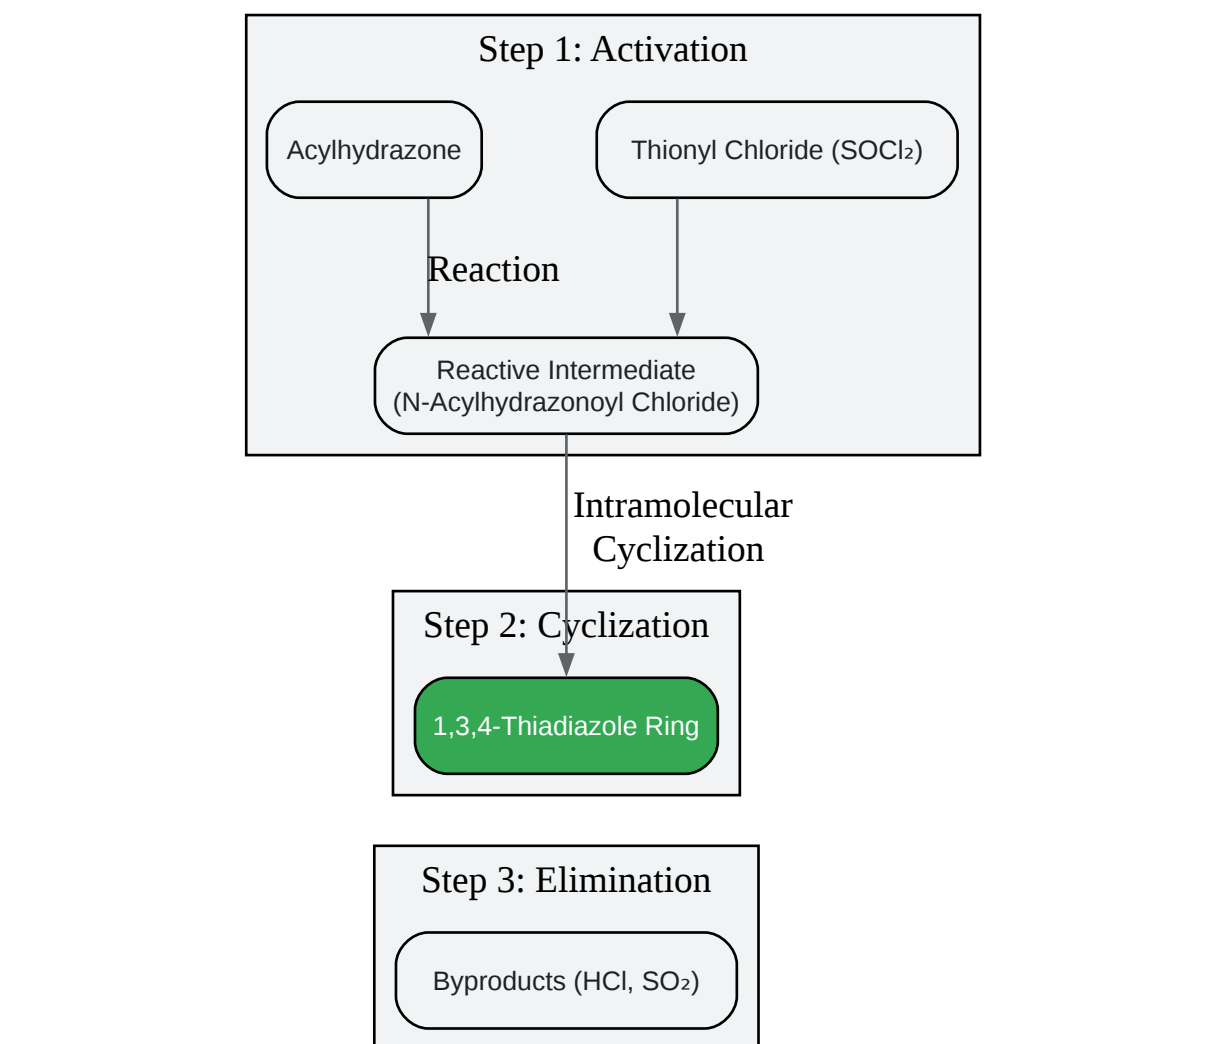 Step 1: Activation
Acylhydrazone
Thionyl Chloride (SOCl₂)
Reaction
Reactive Intermediate
(N-Acylhydrazonoyl Chloride)
Intramolecular
Cyclization
Step 2: Cyclization
1,3,4-Thiadiazole Ring
Step 3: Elimination
Byproducts (HCl, SO₂)